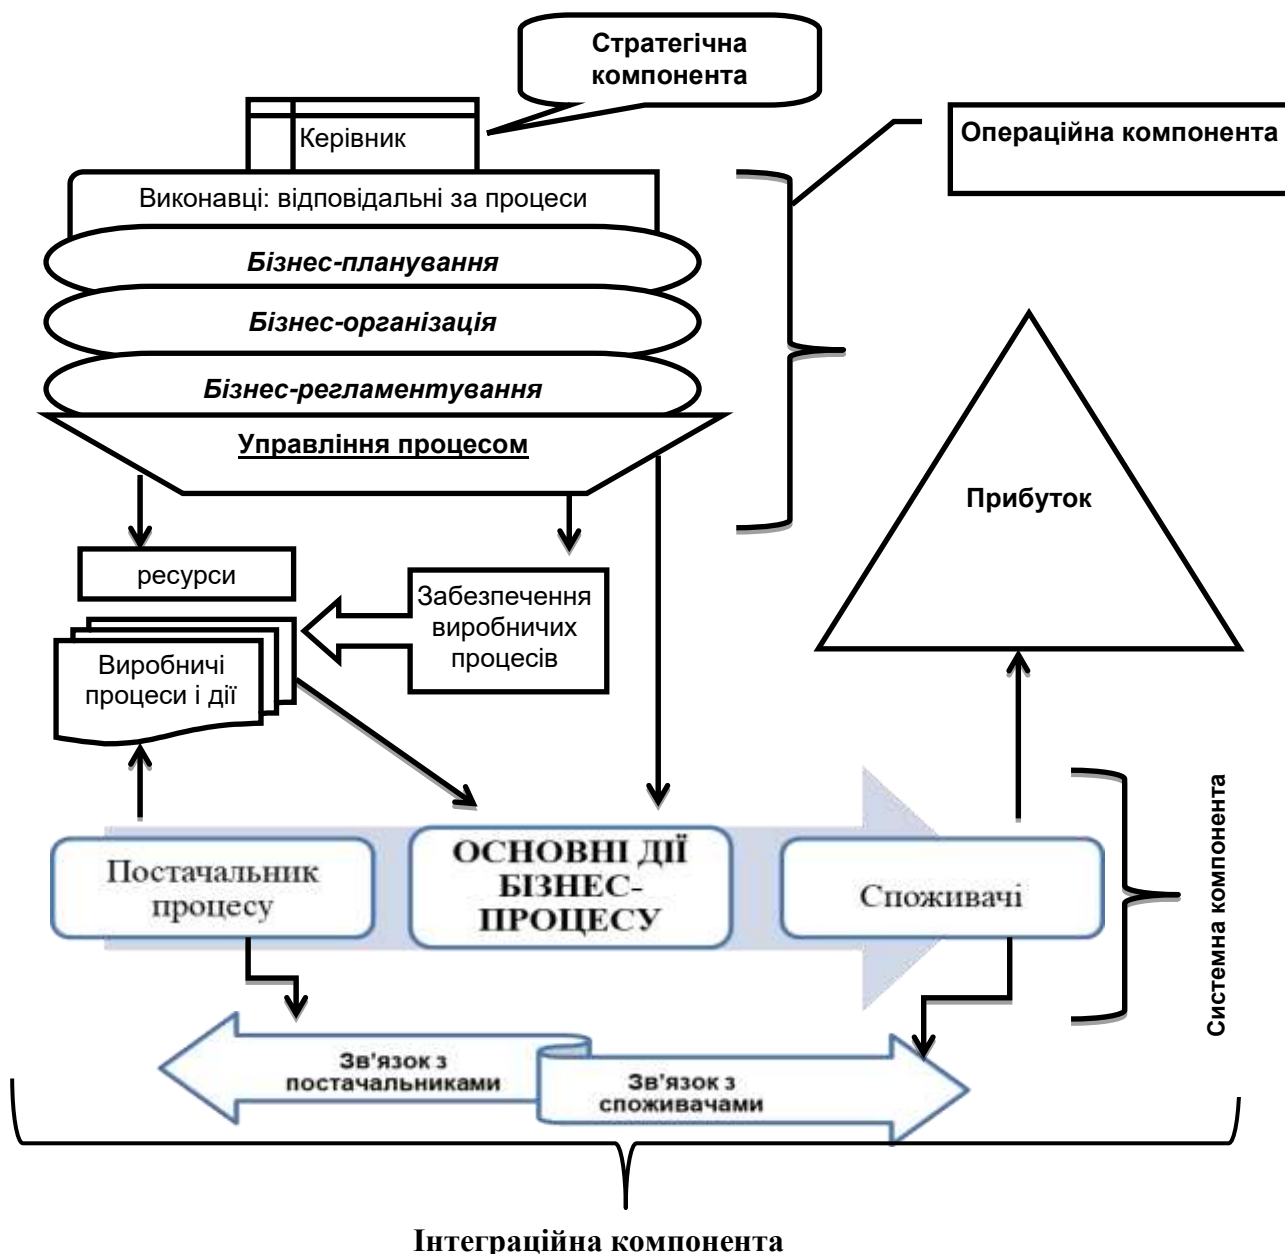 Стратегічна
компонента
Керівник
Операційна компонента
Виконавці: відповідальні за процеси
Бізнес-планування
Бізнес-організація
Бізнес-регламентування
Управління процесом
Прибуток
ресурси
Забезпечення
виробничих
процесів
Виробничі
процеси і дії
Постачальник
процесу
ОСНОВНІ ДІЇ
БІЗНЕС-
ПРОЦЕСУ
Споживачі
Системна компонента
Зв'язок з
постачальниками
Зв'язок з
споживачами
Інтеграційна компонента